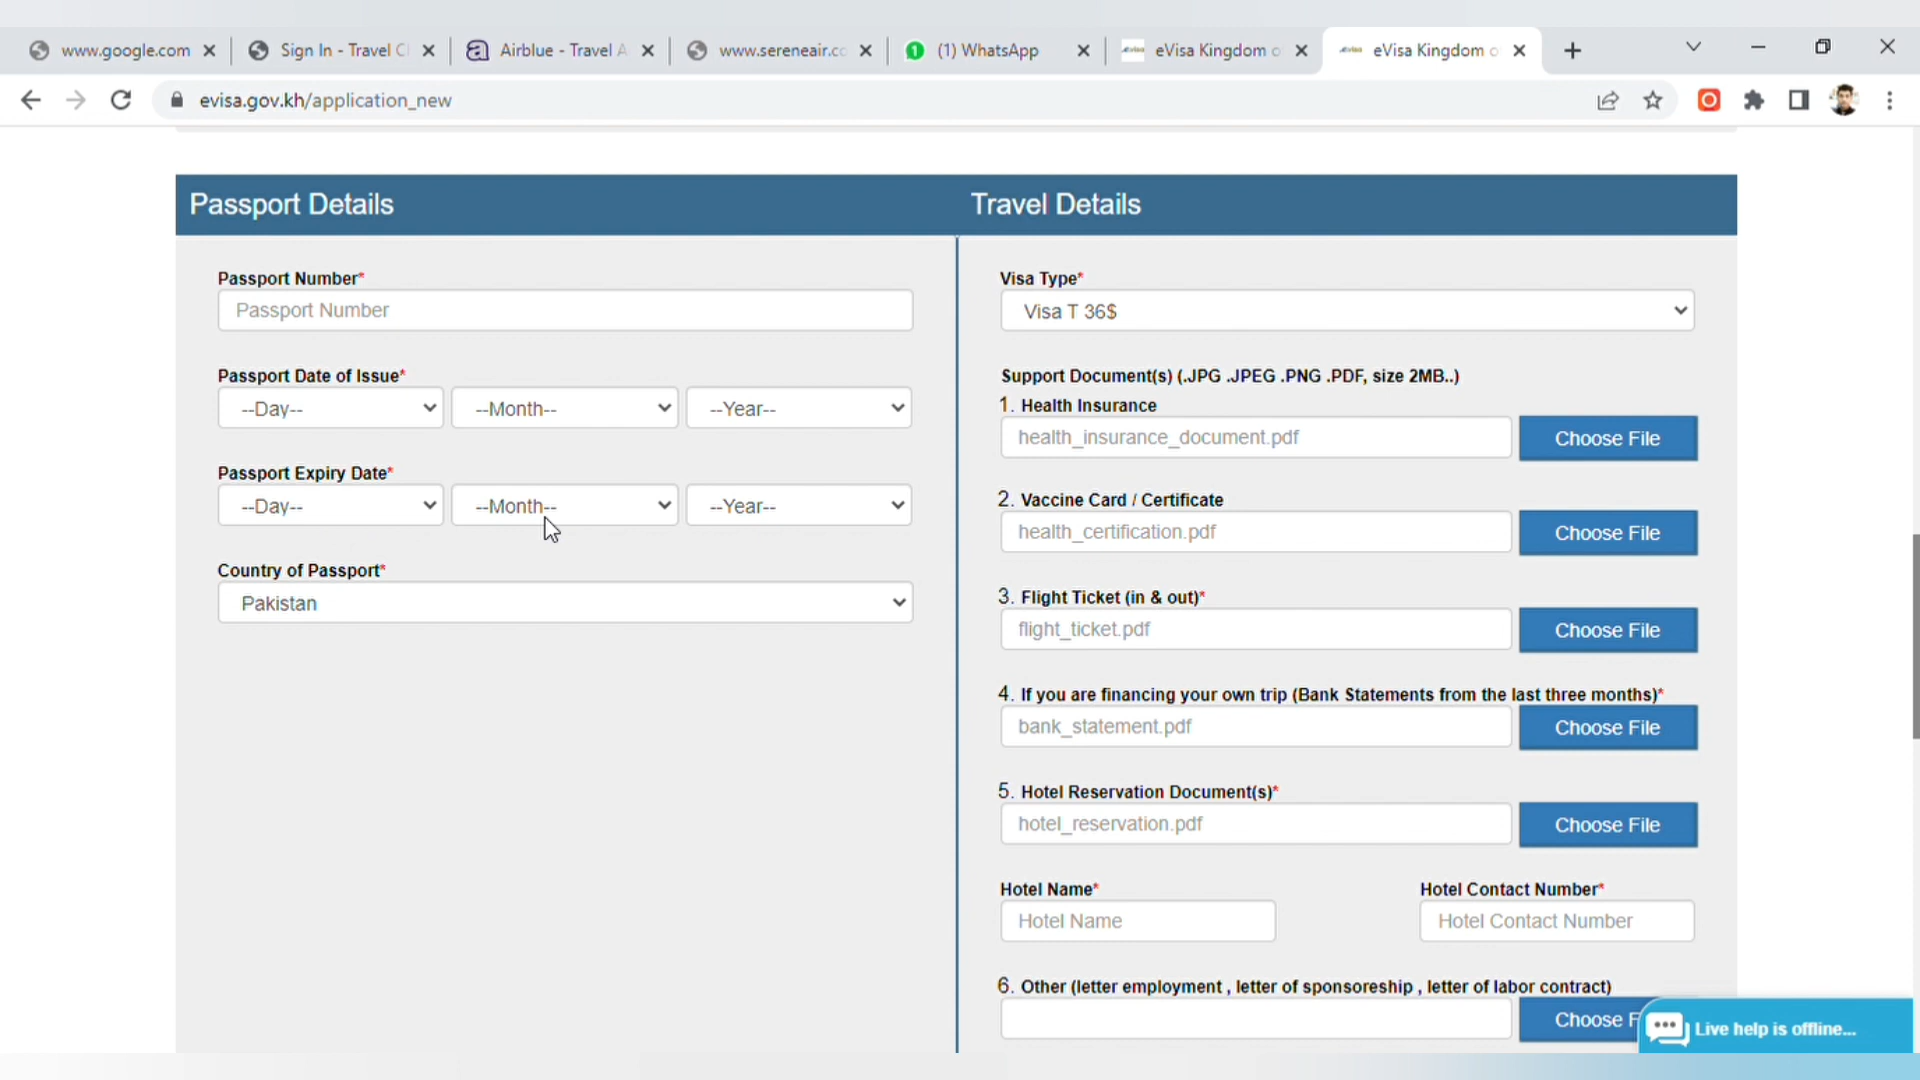 www.google.com
Sign In - Travel C
Airblue - Travel A
www.sereneair.co
1
(1) WhatsApp
eVisa Kingdom o
eVisa Kingdom o
evisa.gov.kh/application_new
Passport Details
Travel Details
Passport Number*
Passport Number
Passport Date of Issue*
--Day--
--Month--
--Year--
Passport Expiry Date*
--Day--
--Month--
--Year--
Country of Passport*
Pakistan
Visa Type*
Visa T 36$
Support Document(s) (.JPG .JPEG .PNG .PDF, size 2MB..)
1. Health Insurance
health_insurance_document.pdf
Choose File
2. Vaccine Card / Certificate
health_certification.pdf
Choose File
3. Flight Ticket (in & out)*
flight_ticket.pdf
Choose File
4. If you are financing your own trip (Bank Statements from the last three months)*
bank_statement.pdf
Choose File
5. Hotel Reservation Document(s)*
hotel_reservation.pdf
Choose File
Hotel Name*
Hotel Contact Number*
Hotel Name
Hotel Contact Number
6. Other (letter employment , letter of sponsoreship , letter of labor contract)
Choose F
Live help is offline...